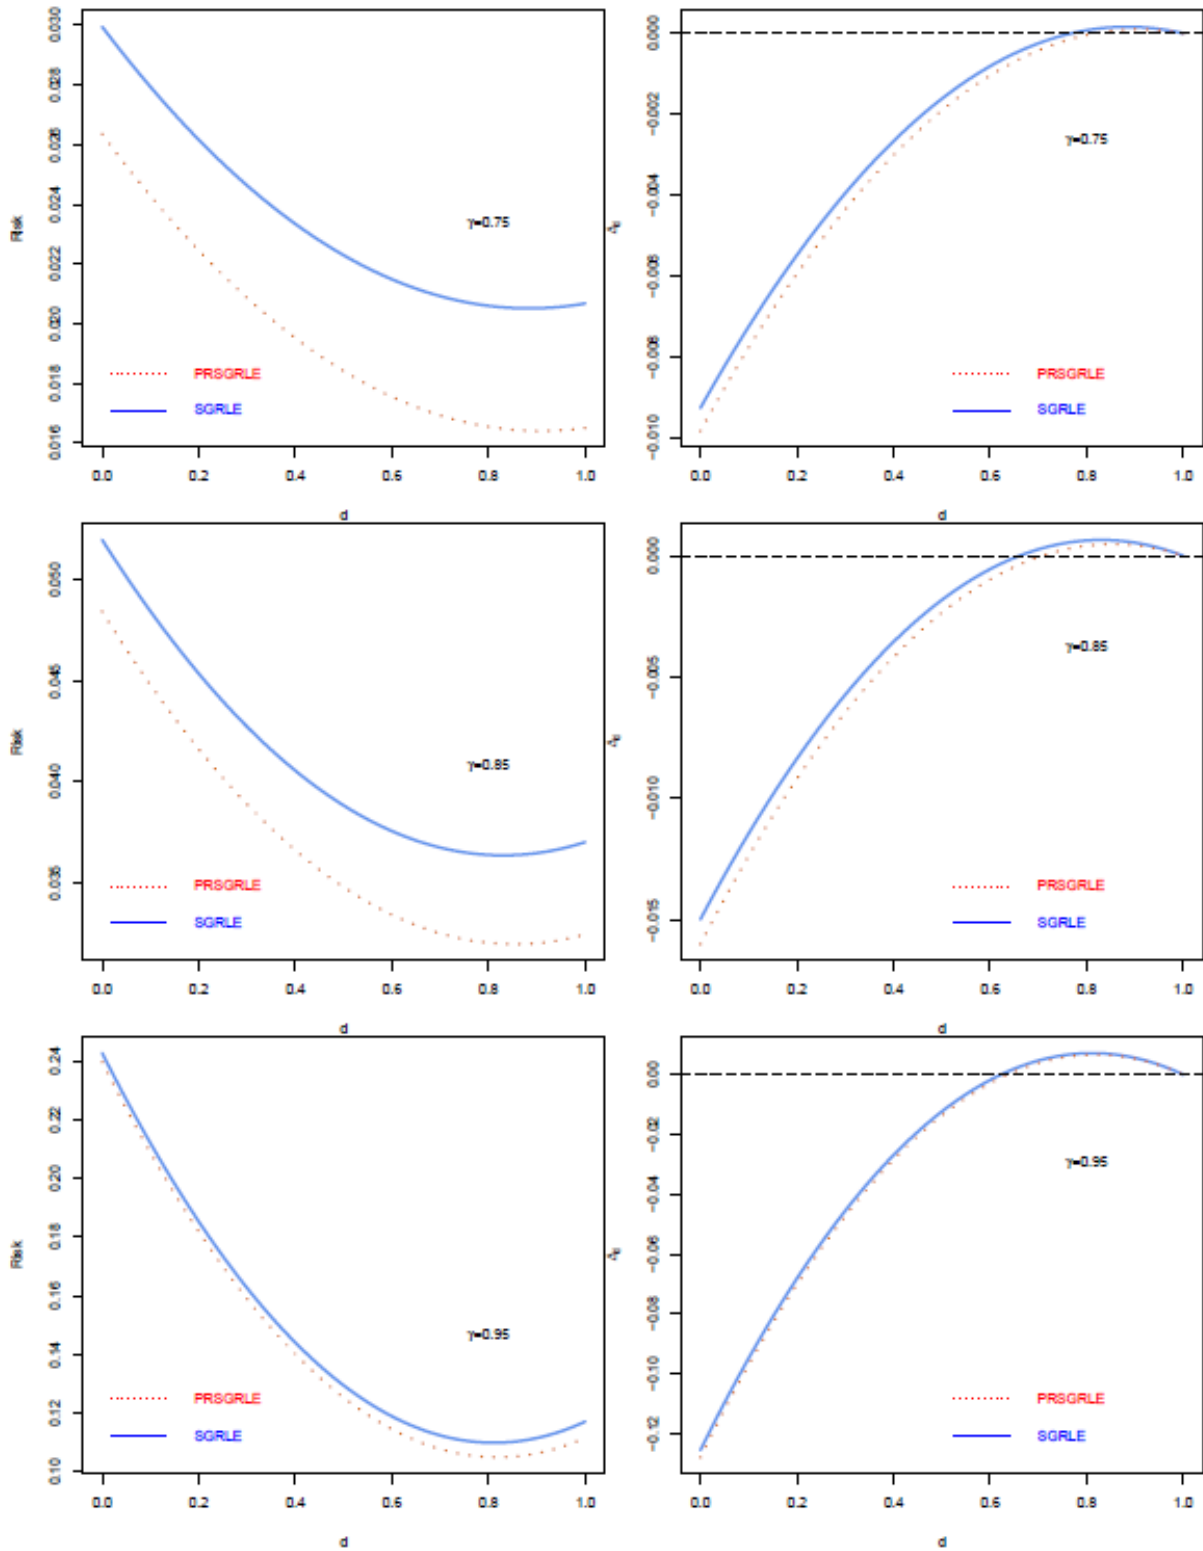 Risk
0.030
0.028
0.026
0.024
0.022
0.020
0.018
0.016
γ=0.75
PRSGRLE
SGRLE
0.0 0.2 0.4 0.6 0.8 1.0
d
0.000
−0.002
−0.004
−0.006
−0.008
−0.010
γ=0.75
PRSGRLE
SGRLE
0.0 0.2 0.4 0.6 0.8 1.0
d
Risk
0.050
0.045
0.040
0.035
γ=0.85
PRSGRLE
SGRLE
0.0 0.2 0.4 0.6 0.8 1.0
d
0.000
−0.005
−0.010
−0.015
γ=0.85
PRSGRLE
SGRLE
0.0 0.2 0.4 0.6 0.8 1.0
d
Risk
0.24
0.22
0.20
0.18
0.16
0.14
0.12
0.10
γ=0.95
PRSGRLE
SGRLE
0.0 0.2 0.4 0.6 0.8 1.0
d
0.00
−0.02
−0.04
−0.06
−0.08
−0.10
−0.12
γ=0.95
PRSGRLE
SGRLE
0.0 0.2 0.4 0.6 0.8 1.0
d